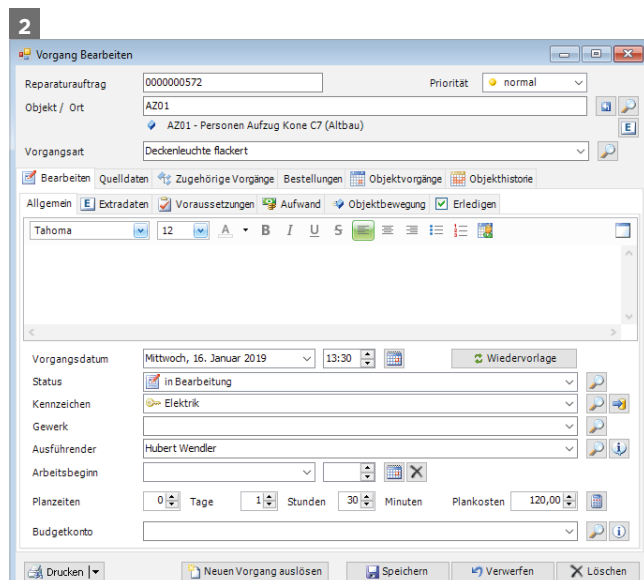 2
Vorgang Bearbeiten
Reparaturauftrag 0000000572 Priorität normal
Objekt / Ort AZ01
AZ01 - Personen Aufzug Kone C7 (Altbau) E
Vorgangsart Deckenleuchte flackert
Bearbeiten Quelldaten Zugehörige Vorgänge Bestellungen Objektvorgänge Objekthistorie
Allgemein E Extradaten Voraussetzungen Aufwand Objektbewegung Erledigen
Tahoma 12 A B I U S
Vorgangsdatum Mittwoch, 16. Januar 2019 13:30 Wiedervorlage
Status in Bearbeitung
Kennzeichen Elektrik
Gewerk
Ausführender Hubert Wendler
Arbeitsbeginn
Planzeiten 0 Tage 1 Stunden 30 Minuten Plankosten 120,00
Budgetkonto
Drucken Neuen Vorgang auslösen Speichern Verwerfen Löschen